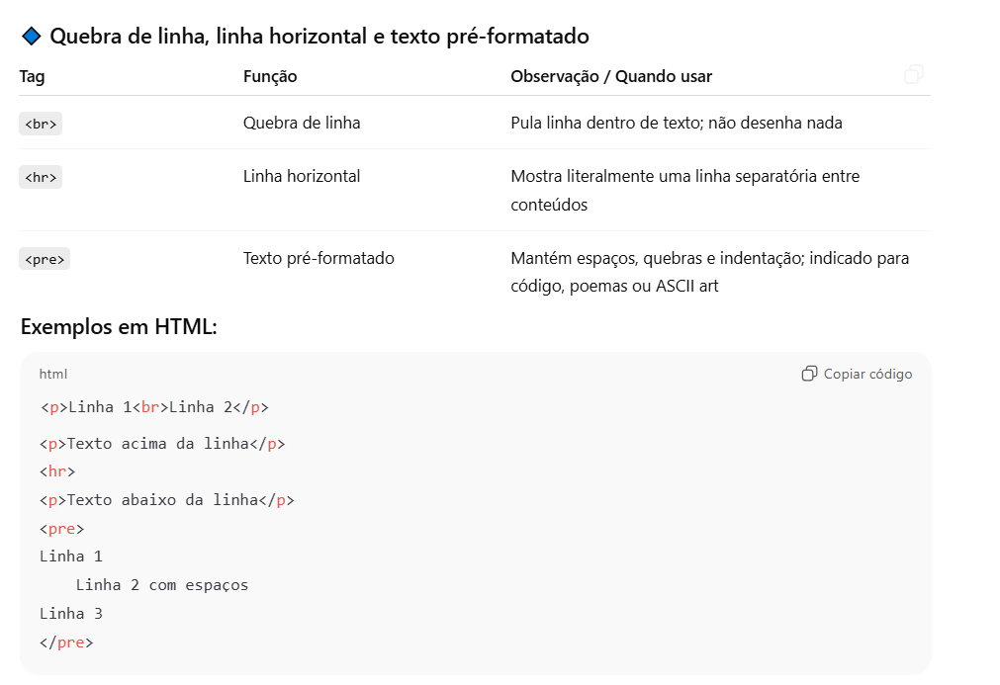 Quebra de linha, linha horizontal e texto pré-formatado
Tag Função Observação / Quando usar
<br> Quebra de linha Pula linha dentro de texto; não desenha nada
<hr> Linha horizontal Mostra literalmente uma linha separatória entre
conteúdos
<pre> Texto pré-formatado Mantém espaços, quebras e indentação; indicado para
código, poemas ou ASCII art
Exemplos em HTML:
html Copiar código
<p>Linha 1<br>Linha 2</p>
<p>Texto acima da linha</p>
<hr>
<p>Texto abaixo da linha</p>
<pre>
Linha 1
    Linha 2 com espaços
Linha 3
</pre>